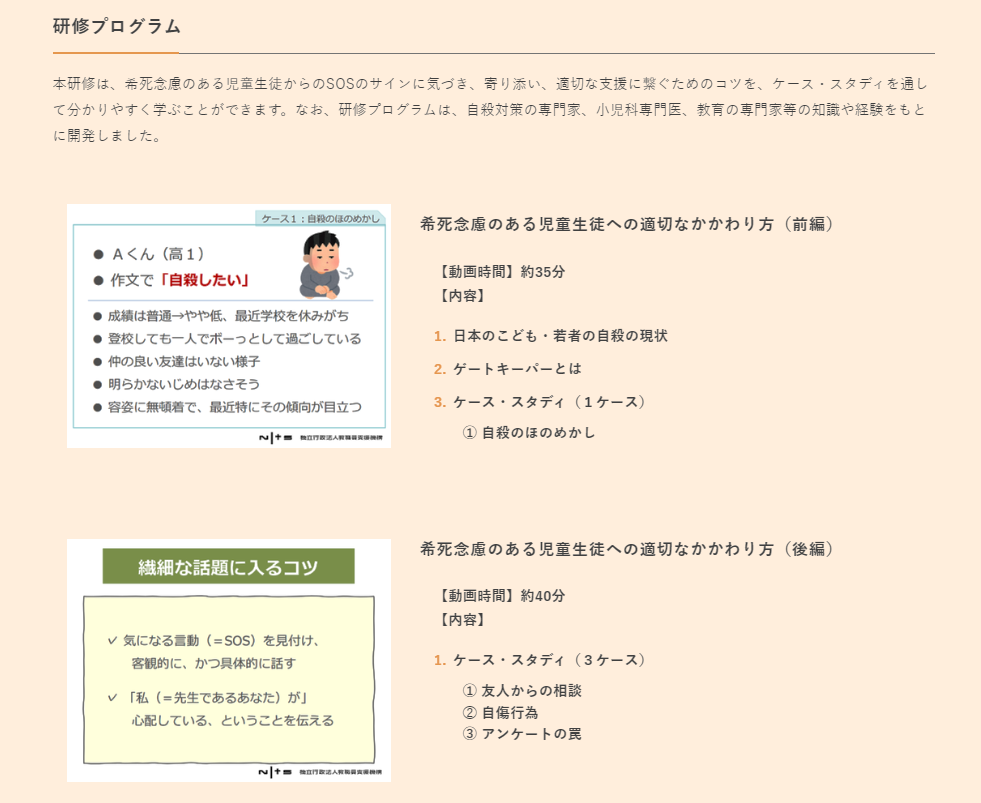 研修プログラム
本研修は、希死念慮のある児童生徒からのSOSのサインに気づき、寄り添い、適切な支援に繋ぐためのコツを、ケース・スタディを通し
て分かりやすく学ぶことができます。なお、研修プログラムは、自殺対策の専門家、小児科専門医、教育の専門家等の知識や経験をもと
に開発しました。
ケース1：自殺のほのめかし
● Aくん（高1）
● 作文で「自殺したい」
● 成績は普通→やや低、最近学校を休みがち
● 登校しても一人でボーっとして過ごしている
● 仲の良い友達はいない様子
● 明らかないじめはなさそう
● 容姿に無頓着で、最近特にその傾向が目立つ
NITS 独立行政法人教職員支援機構
希死念慮のある児童生徒への適切なかかわり方（前編）
【動画時間】約35分
【内容】
1. 日本のこども・若者の自殺の現状
2. ゲートキーパーとは
3. ケース・スタディ（１ケース）
① 自殺のほのめかし
繊細な話題に入るコツ
✓ 気になる言動（＝SOS）を見付け、
客観的に、かつ具体的に話す
✓ 「私（＝先生であるあなた）が」
心配している、ということを伝える
NITS 独立行政法人教職員支援機構
希死念慮のある児童生徒への適切なかかわり方（後編）
【動画時間】約40分
【内容】
1. ケース・スタディ（３ケース）
① 友人からの相談
② 自傷行為
③ アンケートの罠